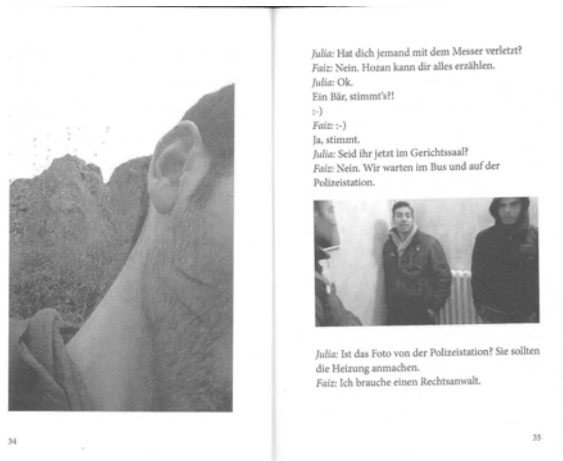 Julia: Hat dich jemand mit dem Messer verletzt?
Faiz: Nein. Hozan kann dir alles erzählen.
Julia: Ok.
Ein Bär, stimmt's?!
:-)
Faiz: :-)
Ja, stimmt.
Julia: Seid ihr jetzt im Gerichtssaal?
Faiz: Nein. Wir warten im Bus und auf der
Polizeistation.
Julia: Ist das Foto von der Polizeistation? Sie sollten
die Heizung anmachen.
Faiz: Ich brauche einen Rechtsanwalt.
34
35